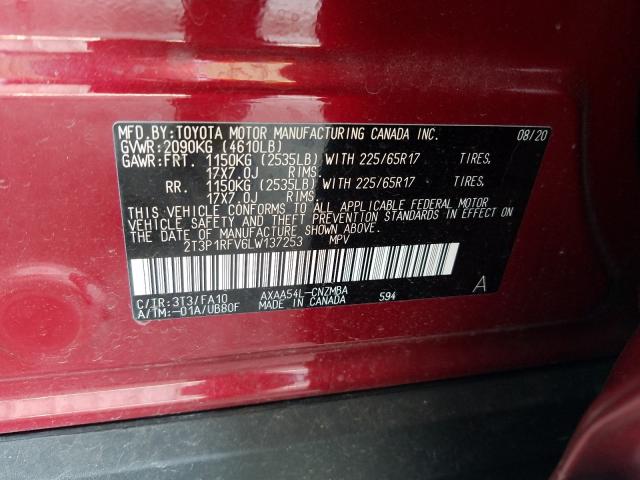 MFD.BY:TOYOTA MOTOR MANUFACTURING CANADA INC. 08/20
GVWR:2090KG (4610LB)
GAWR:FRT. 1150KG (2535LB) WITH 225/65R17 TIRES,
17X7.0J RIMS.
RR. 1150KG (2535LB) WITH 225/65R17 TIRES,
17X7.0J RIMS.
THIS VEHICLE CONFORMS TO ALL APPLICABLE FEDERAL MOTOR
VEHICLE SAFETY AND THEFT PREVENTION STANDARDS IN EFFECT ON
THE DATE OF MANUFACTURE SHOWN ABOVE.
2T3P1RFV6LW137253 MPV
C/TR:3T3/FA10 AXAA54L-CNZMBA 594 A
A/TM:-01A/UB80F MADE IN CANADA